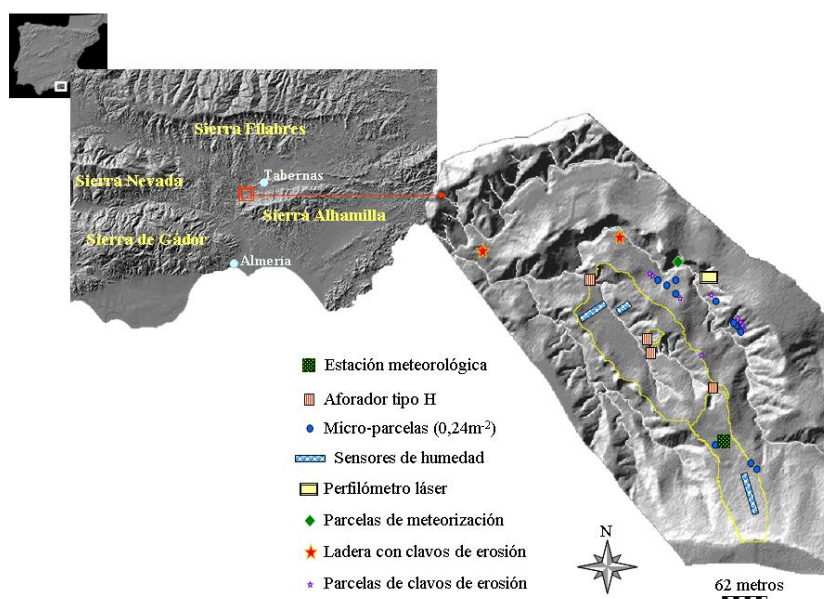 Sierra Filabres
Tabernas
Sierra Nevada
Sierra Alhamilla
Sierra de Gádor
Almería
Estación meteorológica
Aforador tipo H
Micro-parcelas (0,24m-2)
Sensores de humedad
Perfilómetro láser
Parcelas de meteorización
Ladera con clavos de erosión
Parcelas de clavos de erosión
N
62 metros